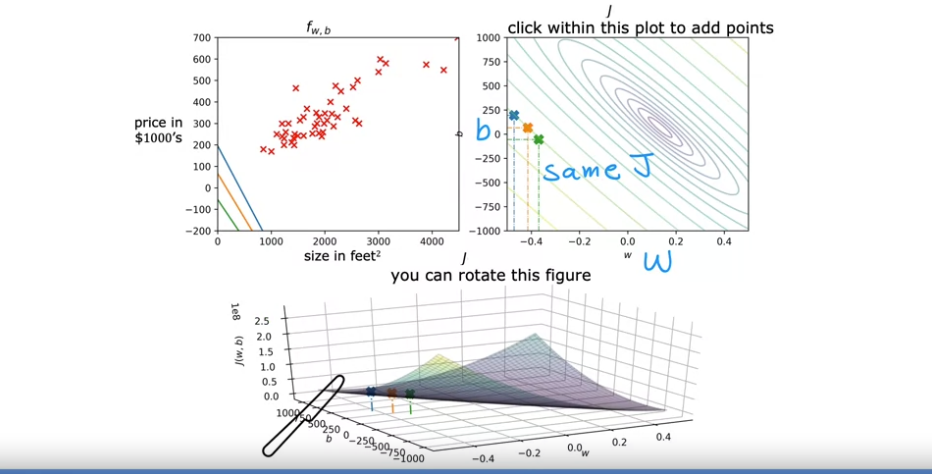 J
f w, b
click within this plot to add points
700
600
500
400
300
200
100
0
−100
−200
price in
$1000's
0
1000
2000
3000
4000
size in feet²
1000
750
500
250
0
−250
−500
−750
−1000
b
b
same J
−0.4
−0.2
0.0
0.2
0.4
w
W
J
you can rotate this figure
1e8
2.5
2.0
1.5
1.0
0.5
0.0
J(w, b)
1000
500
250
0
−250
−500
−750
−1000
b
−0.4
−0.2
0.0
0.2
0.4
w